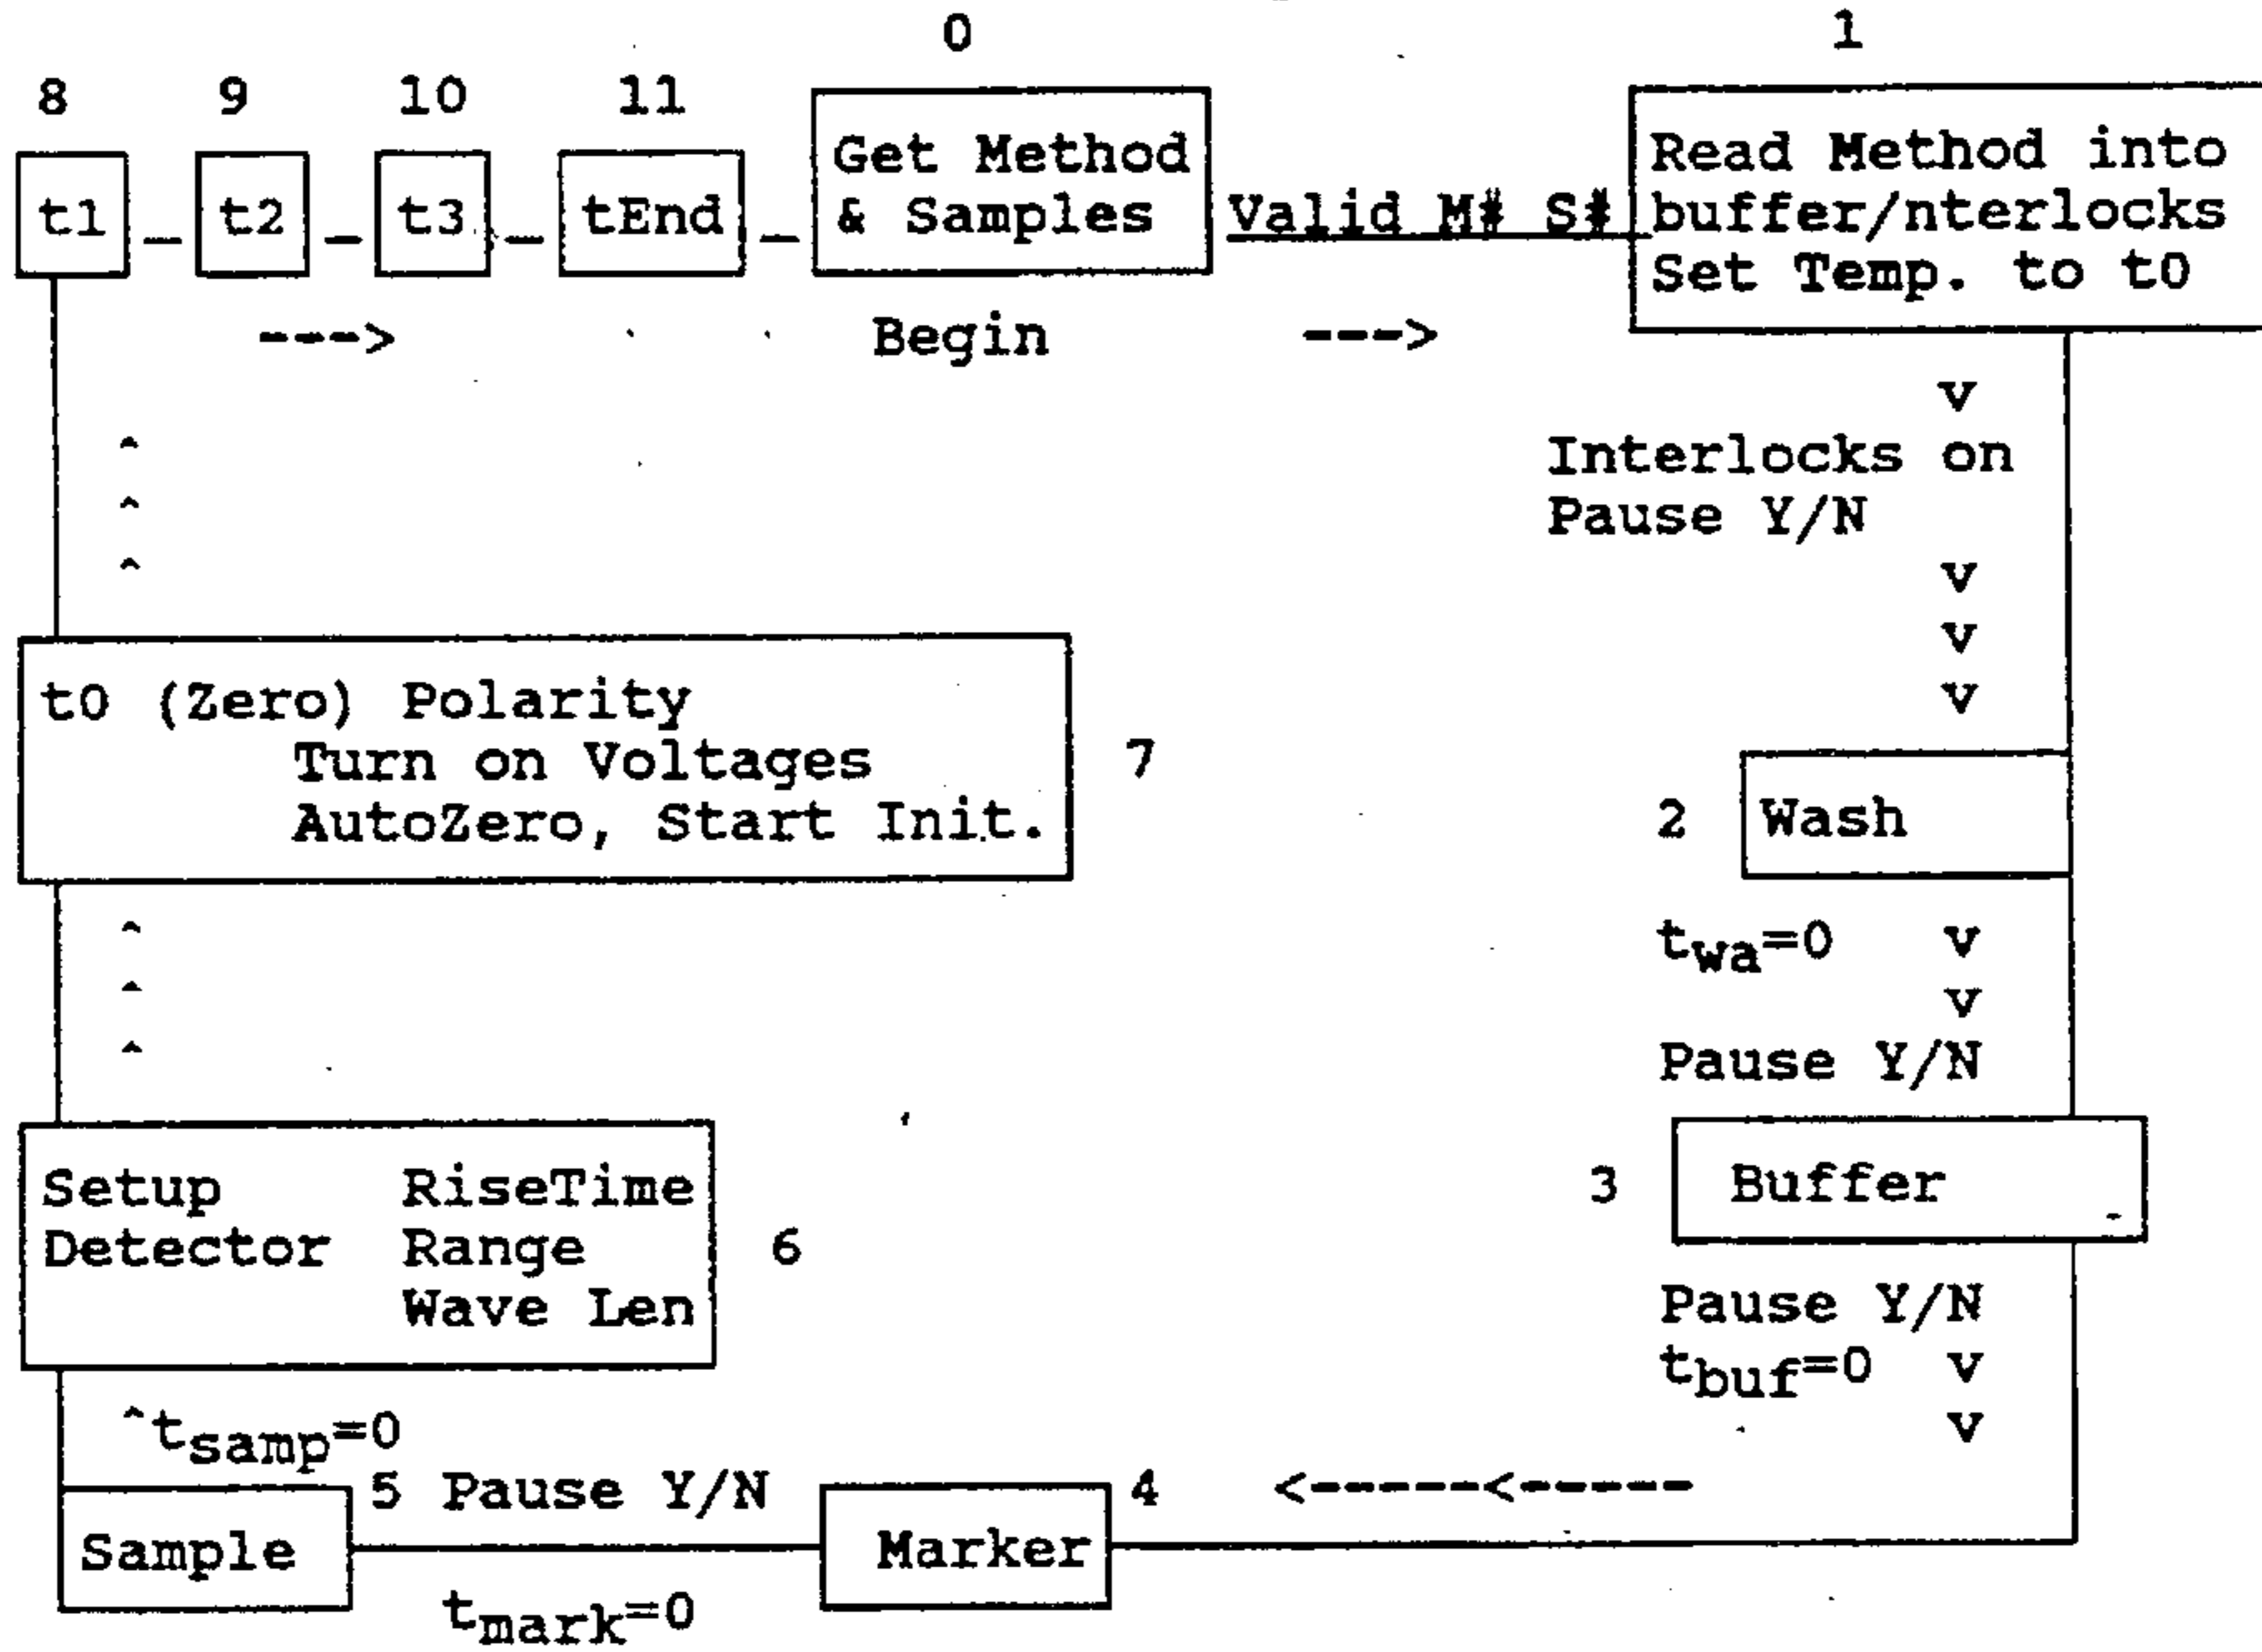 0
1
8
9
10
11
t1
t2
t3
tEnd
Get Method
& Samples
Valid M# S#
Read Method into
buffer/nterlocks
Set Temp. to t0
--->
Begin
--->
v
^
Interlocks on
^
Pause Y/N
^
v
v
v
t0 (Zero) Polarity
Turn on Voltages
AutoZero, Start Init.
7
2
Wash
^
twa=0 v
^
v
^
Pause Y/N
Setup RiseTime
Detector Range
Wave Len
6
3
Buffer
Pause Y/N
tbuf=0 v
v
^tsamp=0
5 Pause Y/N
4
<-----<-----
Sample
Marker
tmark=0